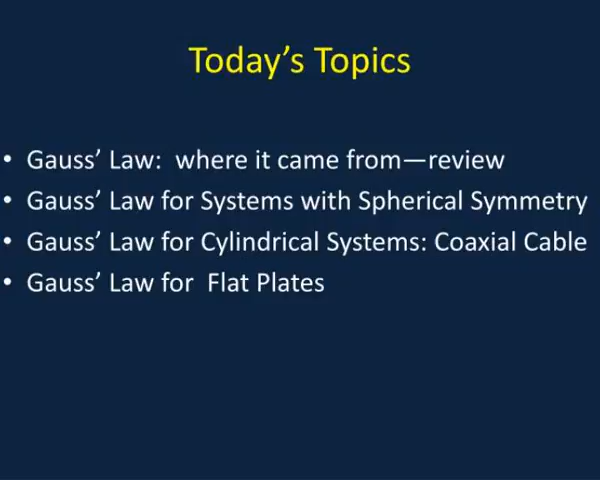 Today’s Topics
• Gauss’ Law:  where it came from—review
• Gauss’ Law for Systems with Spherical Symmetry
• Gauss’ Law for Cylindrical Systems: Coaxial Cable
• Gauss’ Law for  Flat Plates